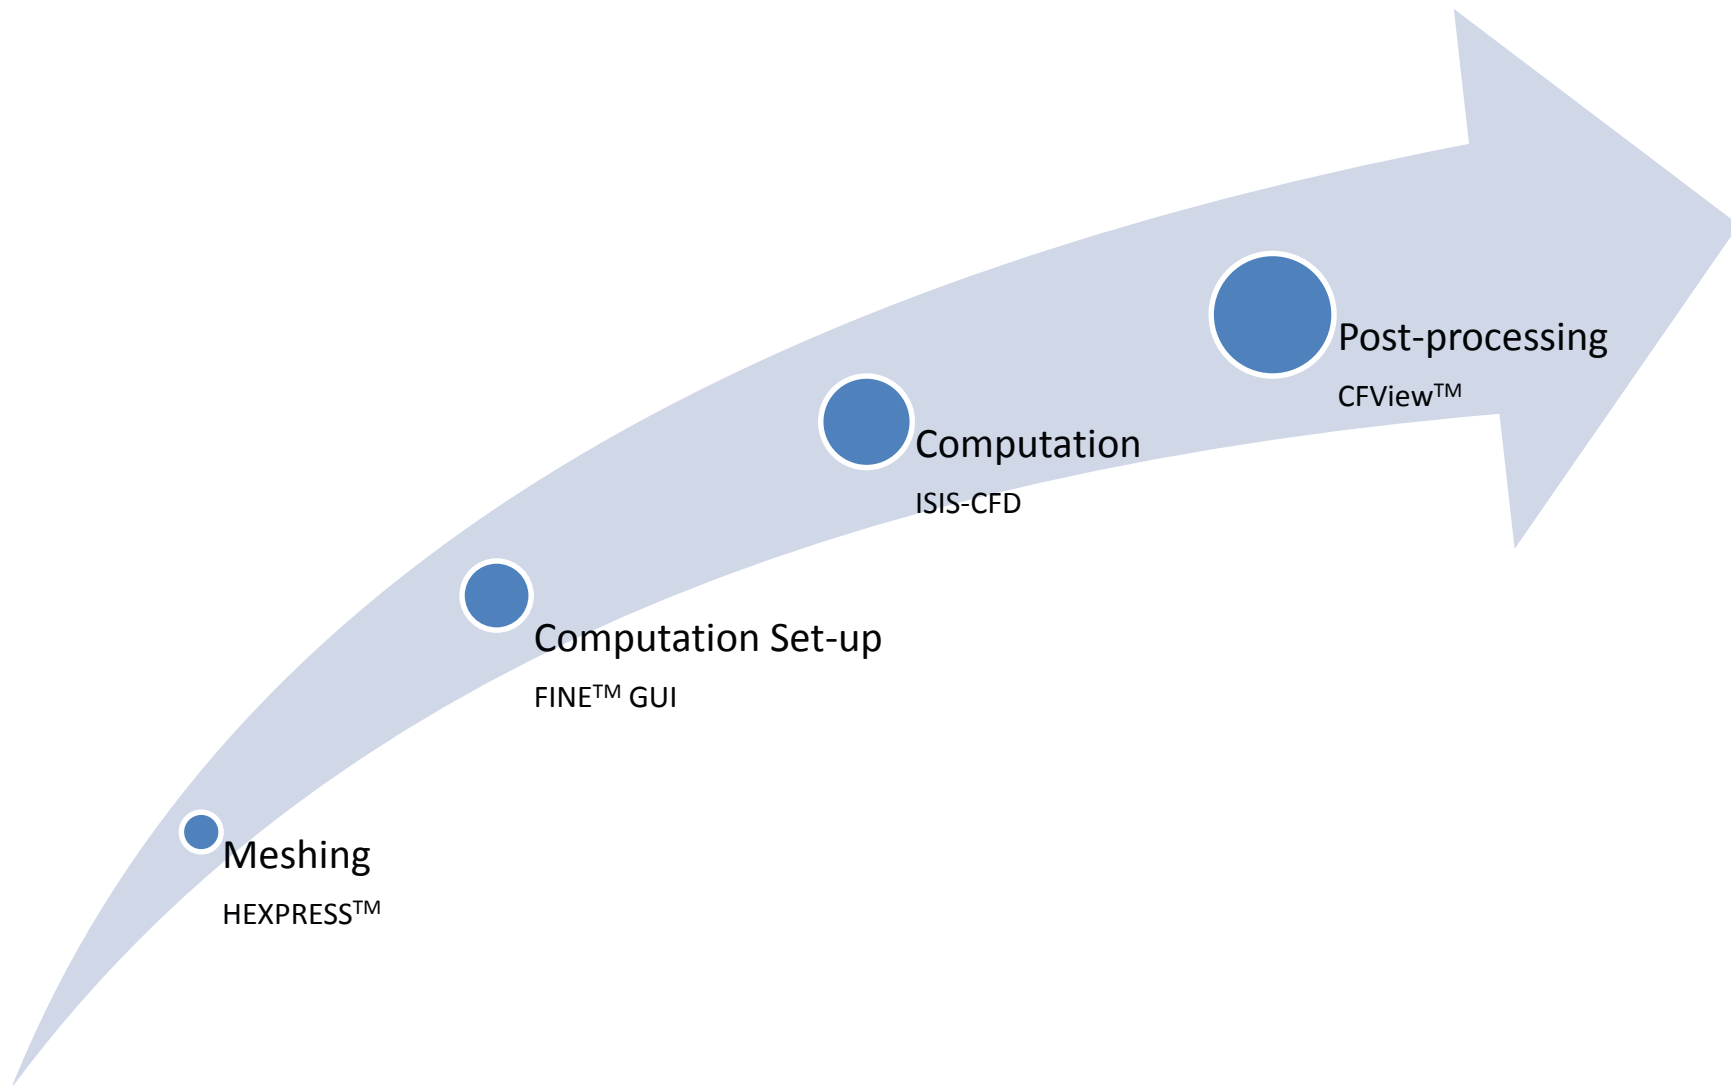 Meshing
HEXPRESS™
Computation Set-up
FINE™ GUI
Computation
ISIS-CFD
Post-processing
CFView™